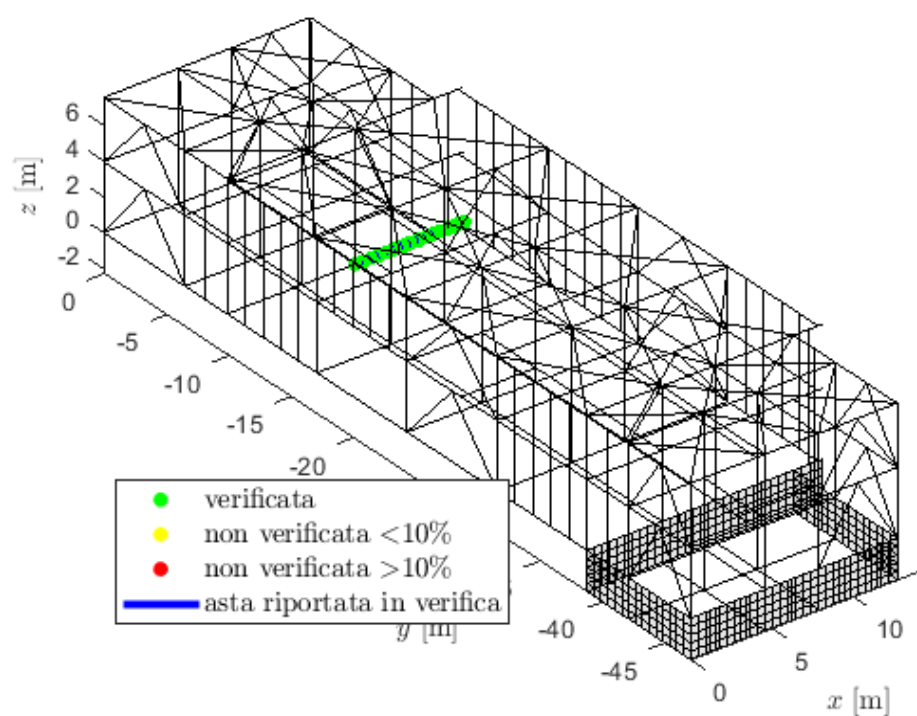 6
4
2
0
-2
z [m]
0
-5
-10
-15
-20
-40
-45
y [m]
0
5
10
x [m]
verificata
non verificata <10%
non verificata >10%
asta riportata in verifica